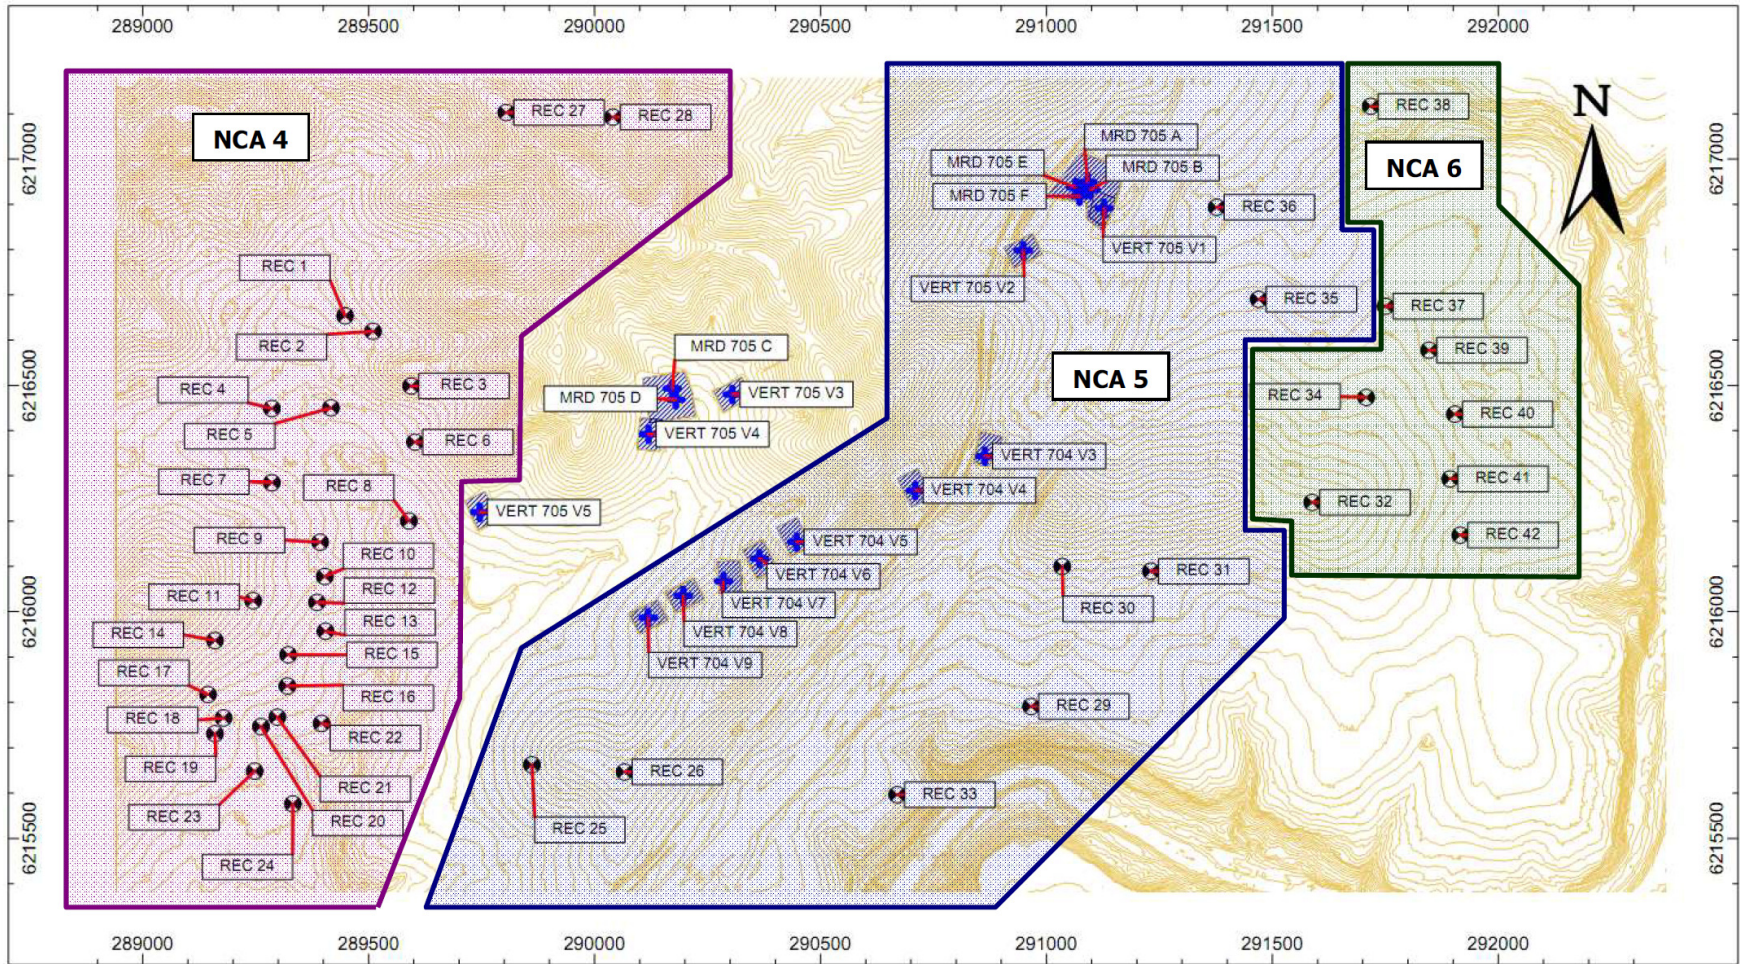 289000 289500 290000 290500 291000 291500 292000
REC 27
REC 28
REC 38
NCA 4
N
MRD 705 A
6217000
6217000
MRD 705 E
MRD 705 B
NCA 6
MRD 705 F
REC 36
VERT 705 V1
REC 1
VERT 705 V2
REC 35
REC 37
REC 2
MRD 705 C
REC 39
NCA 5
REC 3
6216500
6216500
REC 4
MRD 705 D
VERT 705 V3
REC 34
REC 40
REC 5
REC 6
VERT 705 V4
VERT 704 V3
REC 7
REC 8
VERT 704 V4
REC 41
REC 32
VERT 705 V5
REC 9
VERT 704 V5
REC 42
REC 10
VERT 704 V6
REC 31
REC 11
REC 12
VERT 704 V7
REC 30
6216000
6216000
REC 13
REC 14
VERT 704 V8
REC 15
VERT 704 V9
REC 17
REC 16
REC 29
REC 18
REC 22
REC 19
REC 26
REC 21
REC 33
REC 23
REC 20
REC 25
6215500
6215500
REC 24
289000 289500 290000 290500 291000 291500 292000